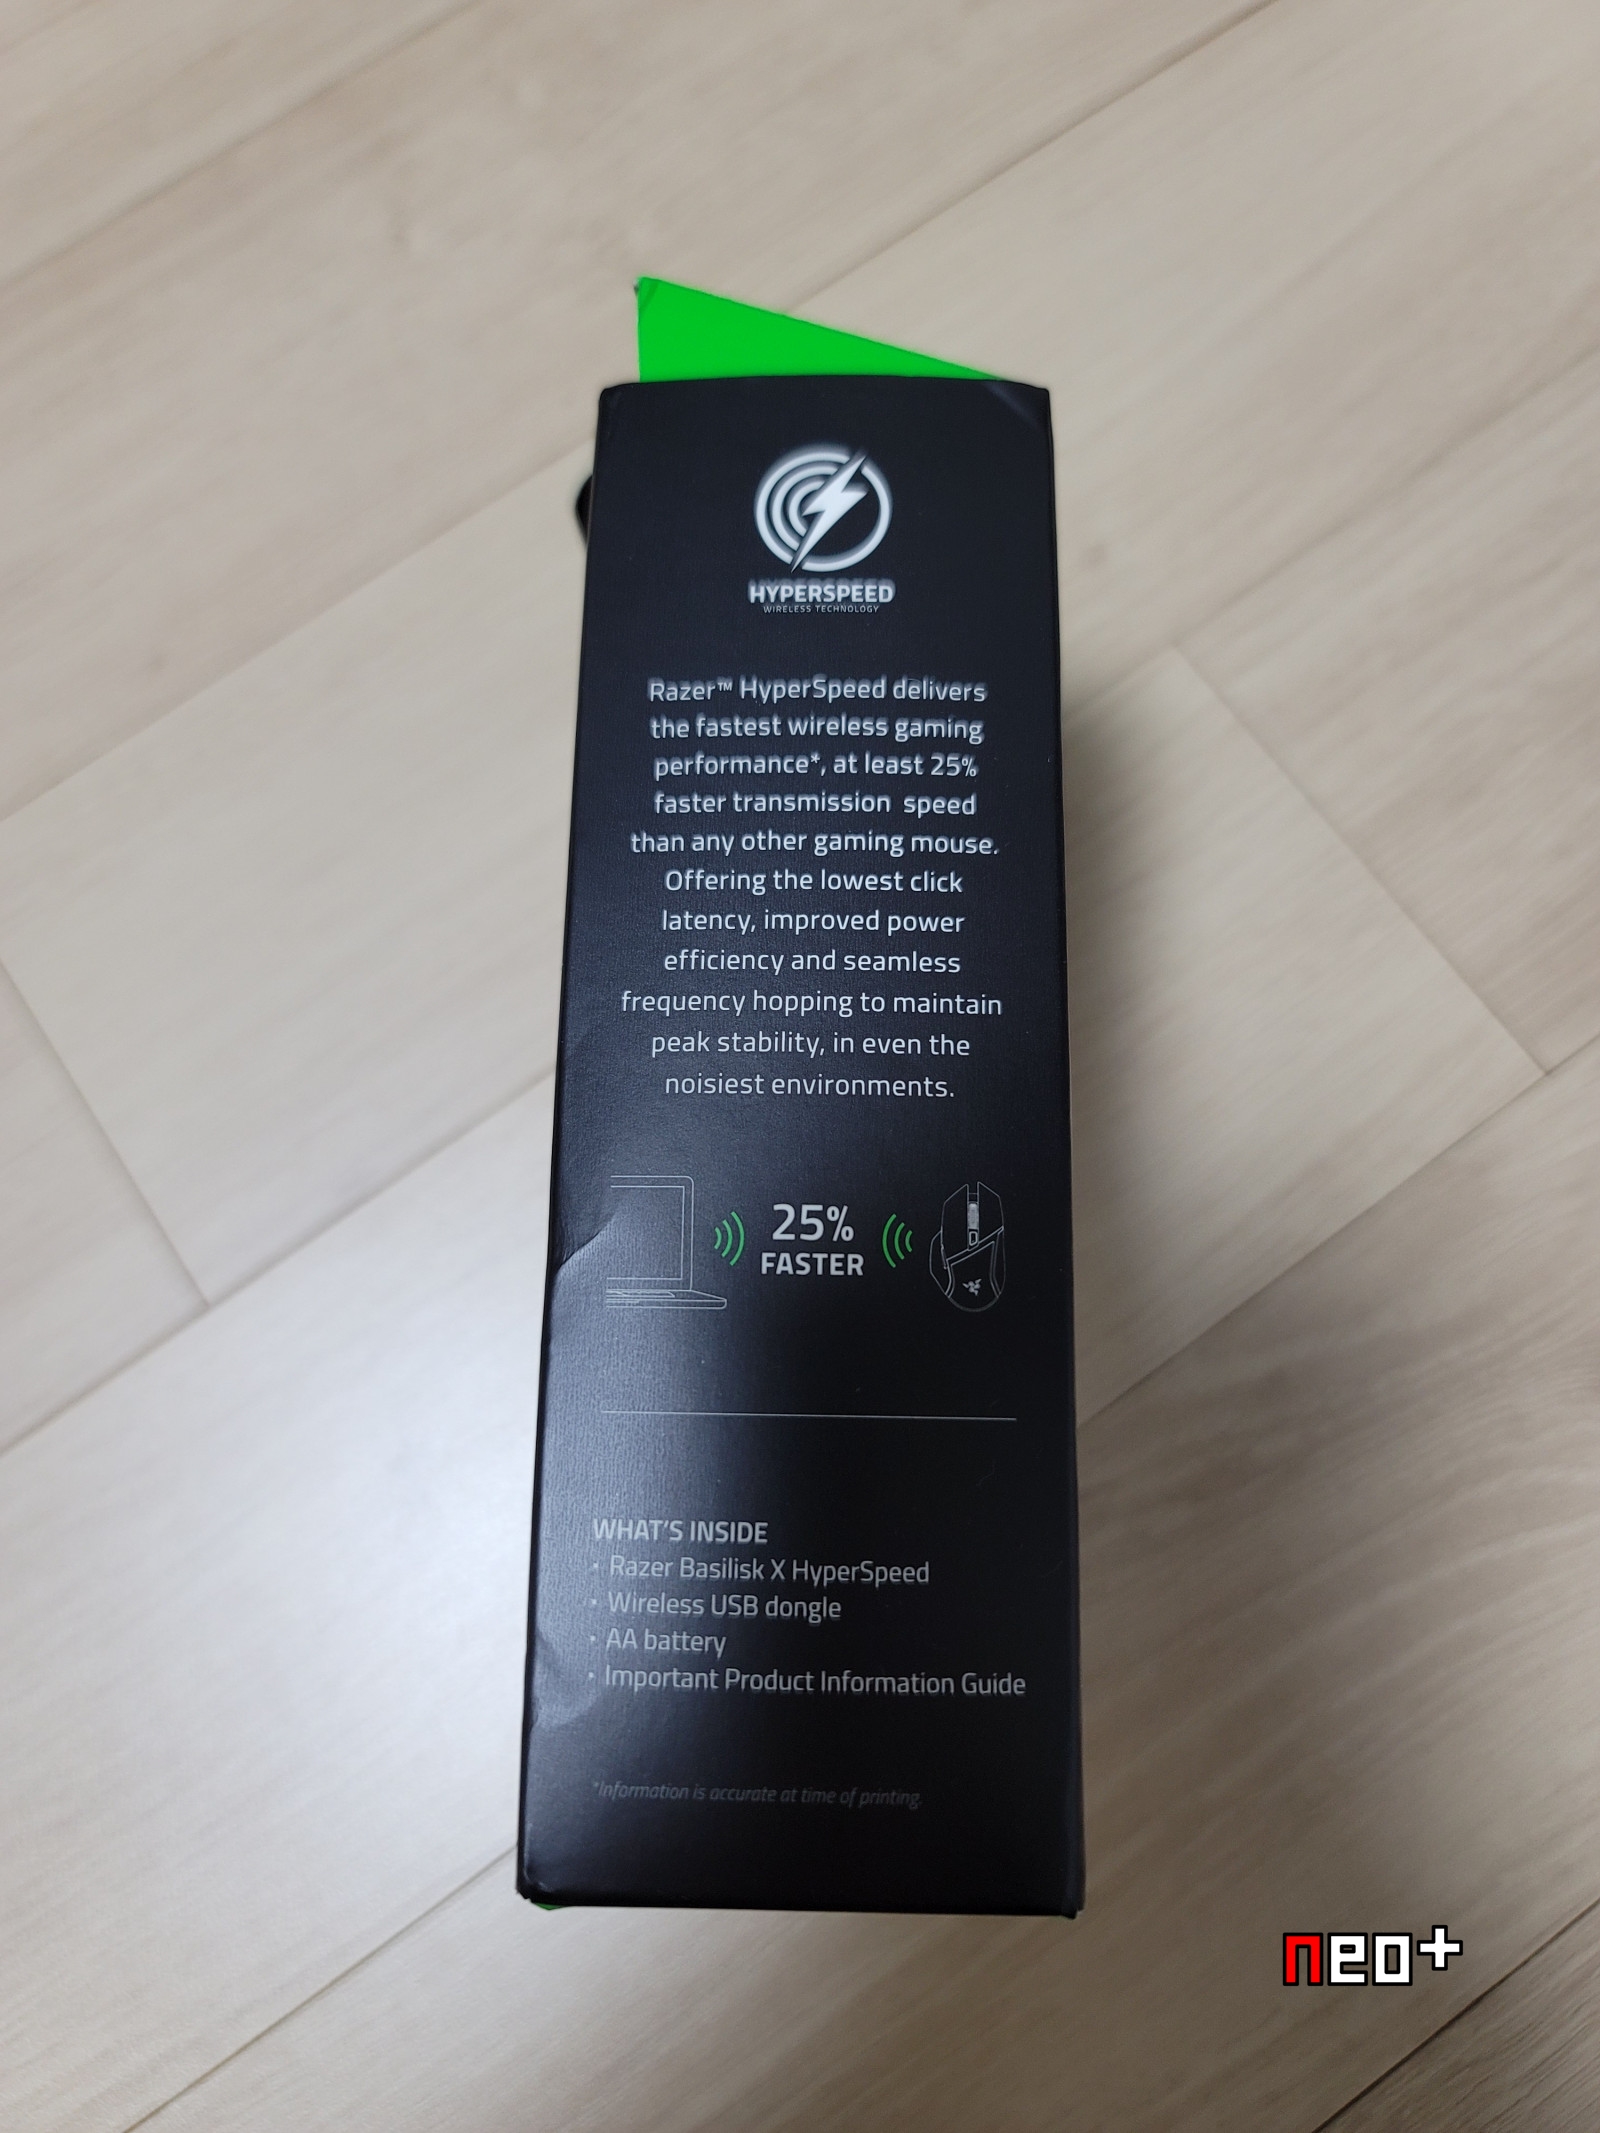 HYPERSPEED
WIRELESS TECHNOLOGY
Razer™ HyperSpeed delivers
the fastest wireless gaming
performance*, at least 25%
faster transmission speed
than any other gaming mouse.
Offering the lowest click
latency, improved power
efficiency and seamless
frequency hopping to maintain
peak stability, in even the
noisiest environments.
25%
FASTER
WHAT'S INSIDE
· Razer Basilisk X HyperSpeed
· Wireless USB dongle
· AA battery
· Important Product Information Guide
*Information is accurate at time of printing.
neo+